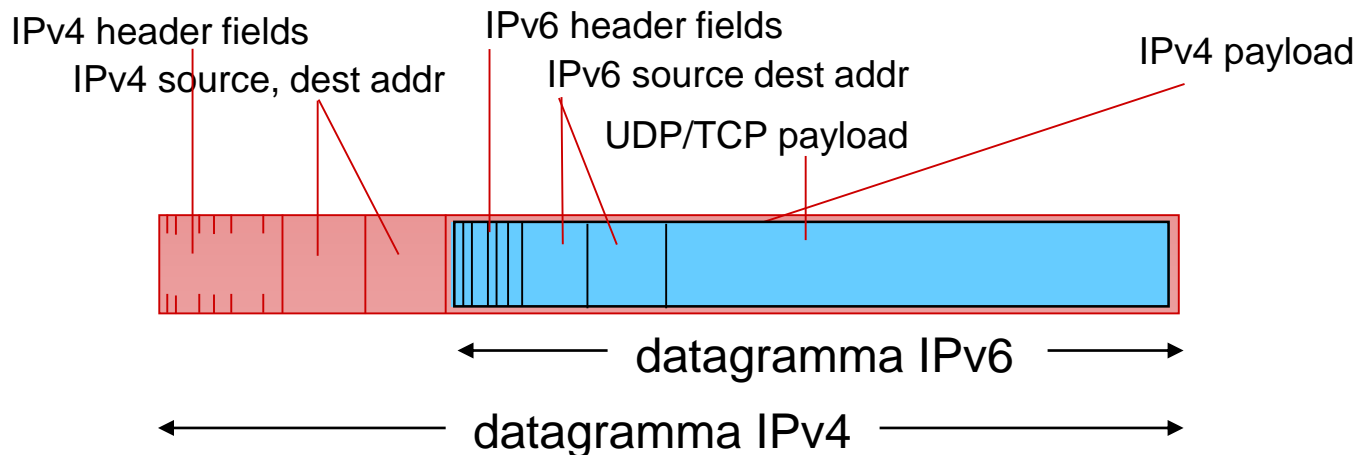 IPv4 header fields
IPv6 header fields
IPv4 payload
IPv4 source, dest addr
IPv6 source dest addr
UDP/TCP payload
datagramma IPv6
datagramma IPv4